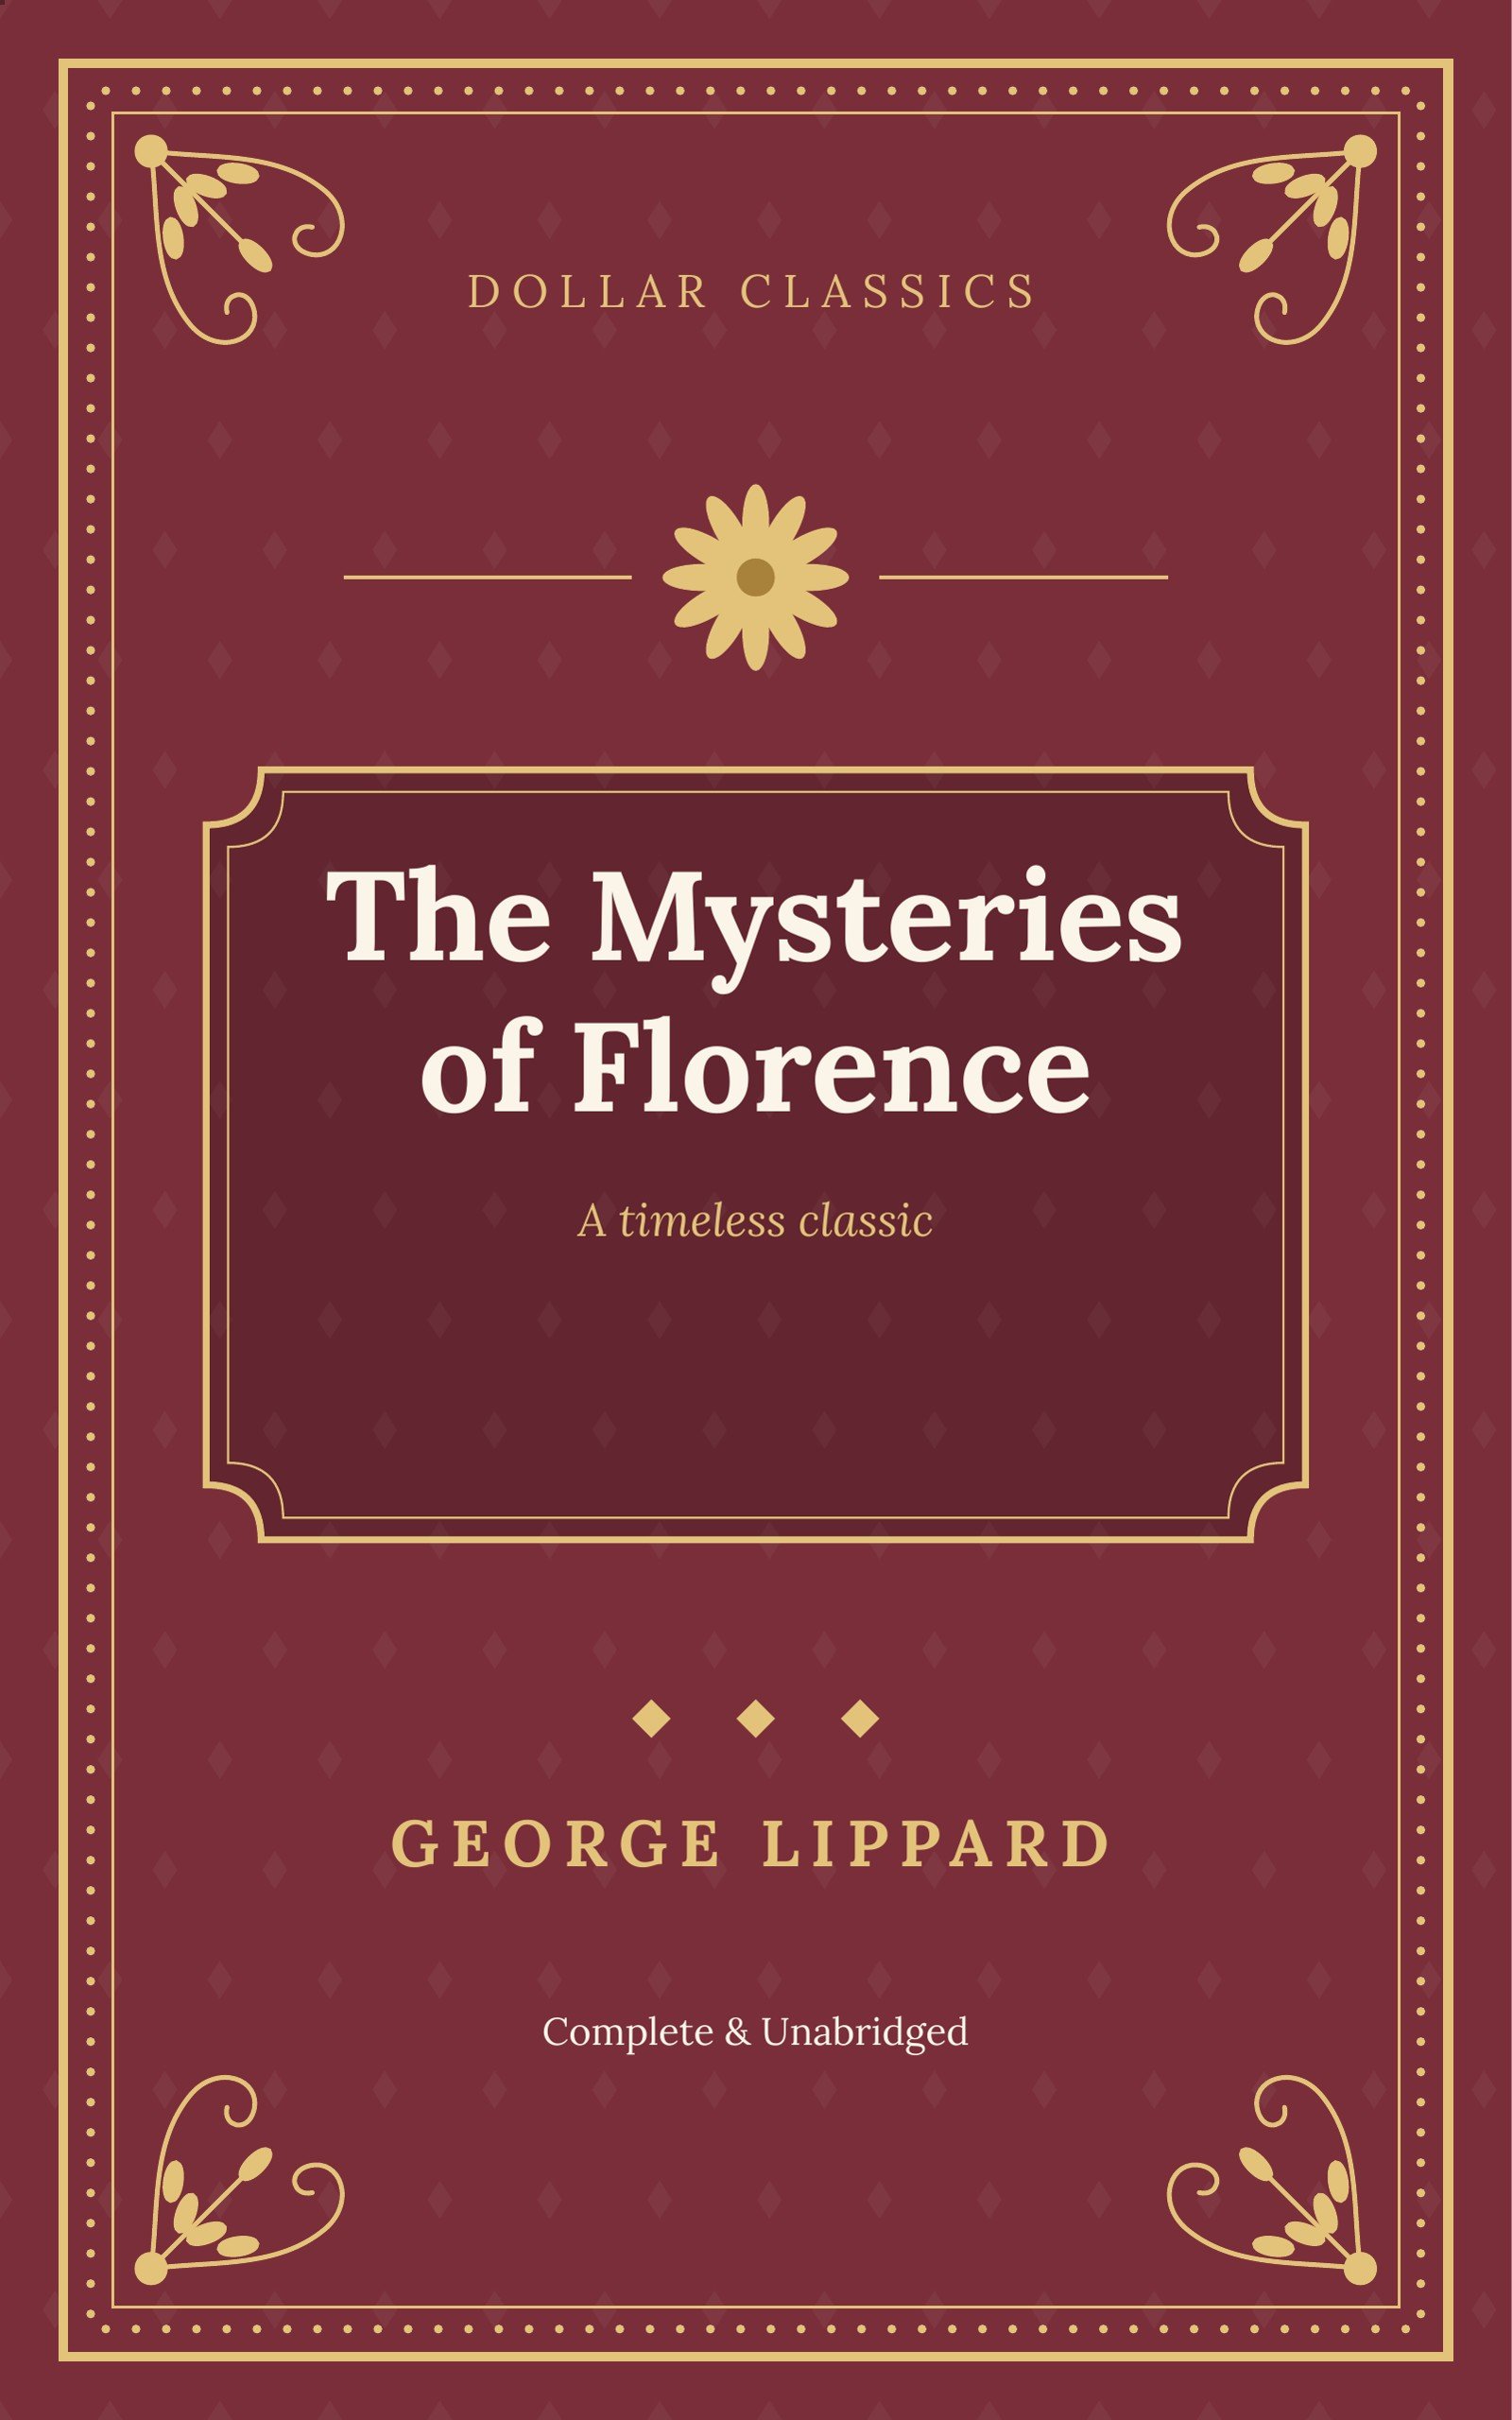 DOLLAR CLASSICS
The Mysteries
of Florence
A timeless classic
GEORGE LIPPARD
Complete & Unabridged